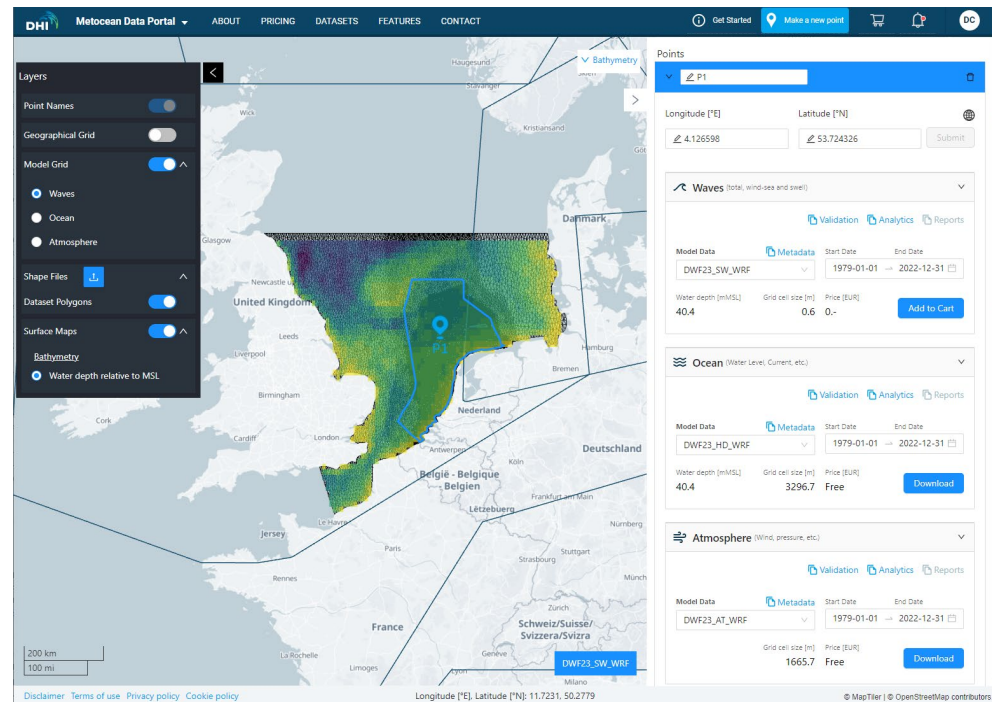 DHI Metocean Data Portal ABOUT PRICING DATASETS FEATURES CONTACT Get Started Make a new point DC
Layers
Point Names
Geographical Grid
Model Grid
Waves
Ocean
Atmosphere
Shape Files
Dataset Polygons
Surface Maps
Bathymetry
Water depth relative to MSL
Bathymetry
Haugesund
Stavanger
Wick
Kristiansand
Danmark
Glasgow
United Kingdom
P1
Leeds
Liverpool
Hamburg
Bremen
Birmingham
Nederland
Cork
Cardiff
London
Antwerpen
Deutschland
België - Belgique
- Belgien
Köln
Lëtzebuerg
Frankfurt am Main
Le Havre
Jersey
Nürnberg
Paris
Stuttgart
Strasbourg
Rennes
Münch
Zürich
France
Schweiz/Suisse/
Svizzera/Svizra
La Rochelle
Genève
Limoges
Lyon
Milano
200 km
100 mi
DWF23_SW_WRF
Points
P1
Longitude [°E] Latitude [°N]
4.126598 53.724326 Submit
Waves (total, wind-sea and swell)
Validation Analytics Reports
Model Data Metadata Start Date End Date
DWF23_SW_WRF 1979-01-01 → 2022-12-31
Water depth [mMSL] Grid cell size [m] Price [EUR]
40.4 0.6 0.- Add to Cart
Ocean (Water Level, Current, etc.)
Validation Analytics Reports
Model Data Metadata Start Date End Date
DWF23_HD_WRF 1979-01-01 → 2022-12-31
Water depth [mMSL] Grid cell size [m] Price [EUR]
40.4 3296.7 Free Download
Atmosphere (Wind, pressure, etc.)
Validation Analytics Reports
Model Data Metadata Start Date End Date
DWF23_AT_WRF 1979-01-01 → 2022-12-31
Grid cell size [m] Price [EUR]
1665.7 Free Download
Disclaimer Terms of use Privacy policy Cookie policy Longitude [°E], Latitude [°N]: 11.7231, 50.2779 © MapTiler | © OpenStreetMap contributors